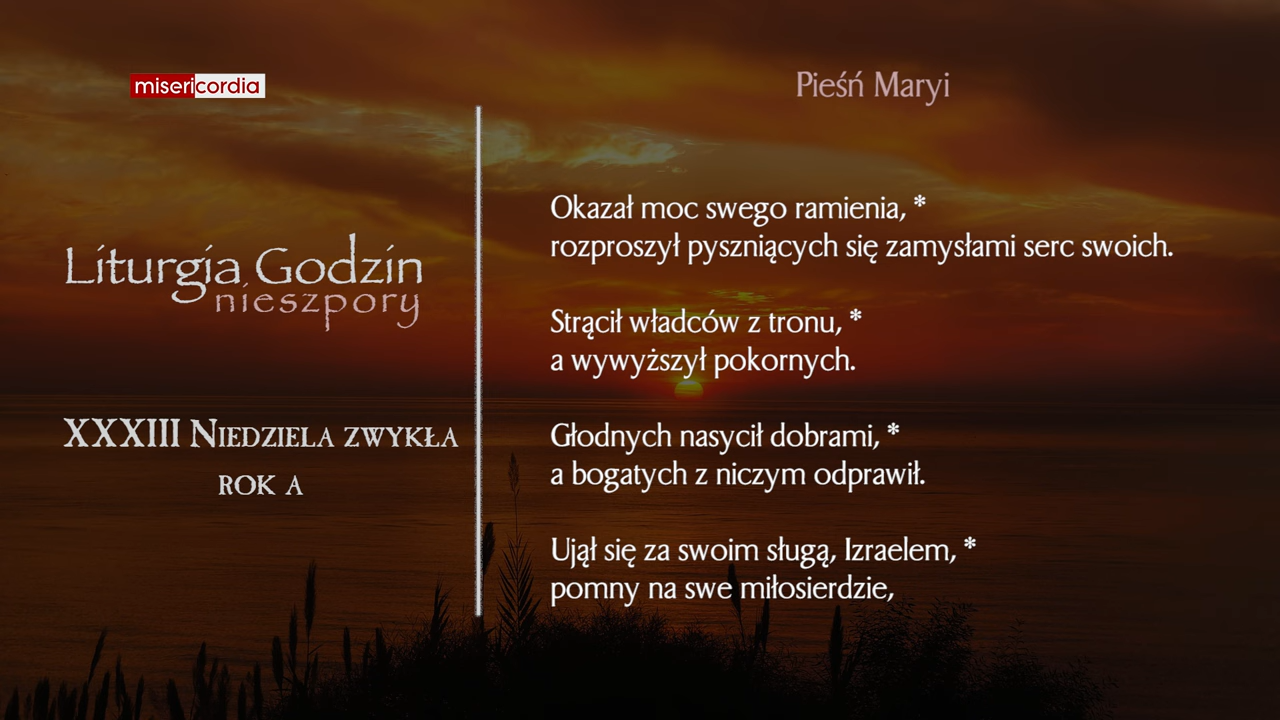 misericordia
Pieśń Maryi
Liturgia Godzin
nieszpory
XXXIII Niedziela zwykła
rok A
Okazał moc swego ramienia, *
rozproszył pyszniących się zamysłami serc swoich.
Strącił władców z tronu, *
a wywyższył pokornych.
Głodnych nasycił dobrami, *
a bogatych z niczym odprawił.
Ujął się za swoim sługą, Izraelem, *
pomny na swe miłosierdzie,